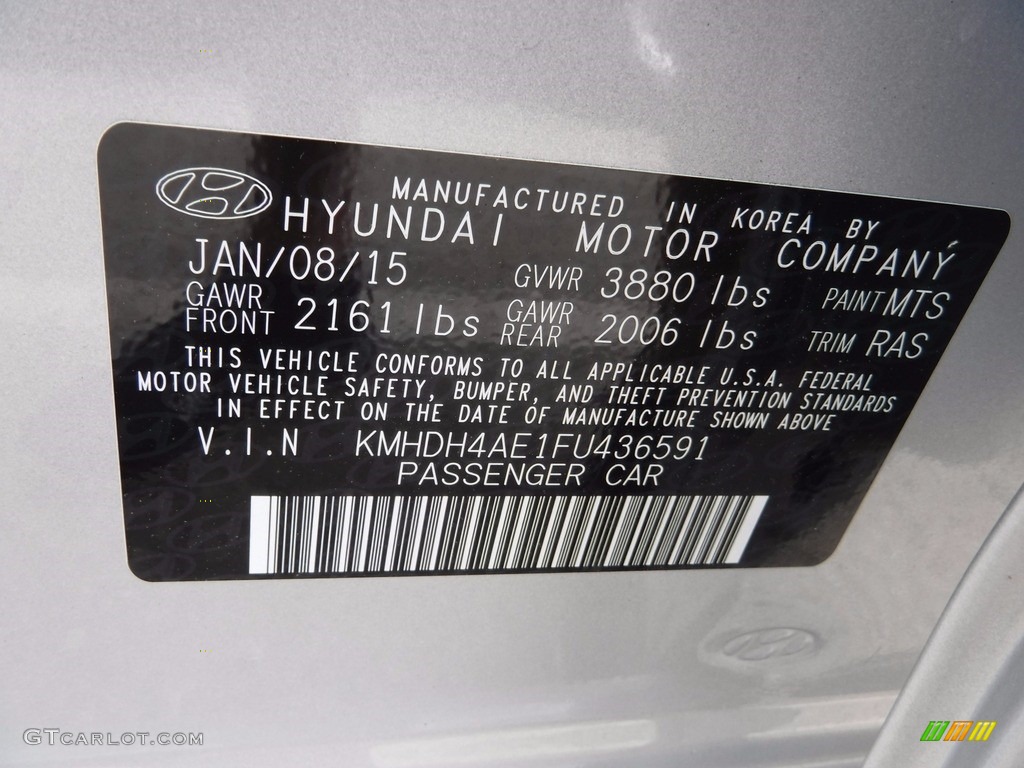 MANUFACTURED IN KOREA BY
HYUNDAI MOTOR COMPANY
JAN/08/15 GVWR 3880 lbs PAINT MTS
GAWR FRONT 2161 lbs GAWR REAR 2006 lbs TRIM RAS
THIS VEHICLE CONFORMS TO ALL APPLICABLE U.S.A. FEDERAL
MOTOR VEHICLE SAFETY, BUMPER, AND THEFT PREVENTION STANDARDS
IN EFFECT ON THE DATE OF MANUFACTURE SHOWN ABOVE
V.I.N KMHDH4AE1FU436591
PASSENGER CAR
GTCARLOT.COM